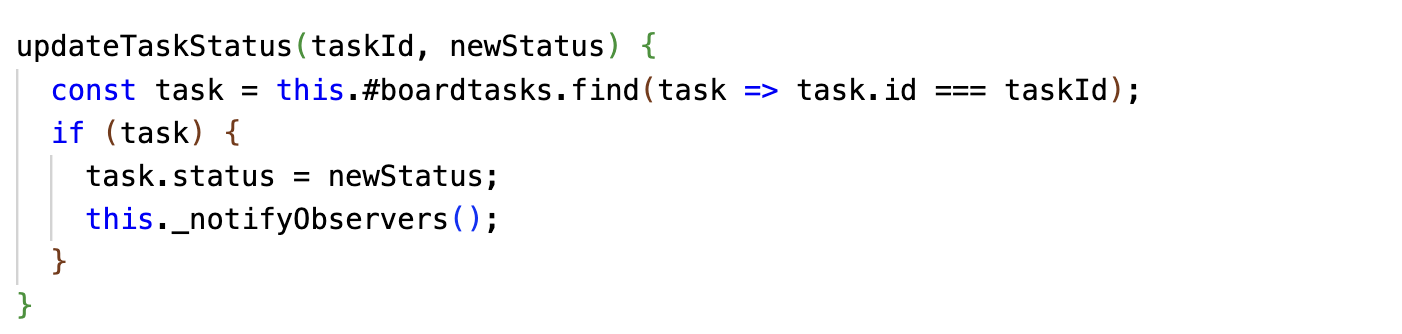 updateTaskStatus(taskId, newStatus) {
  const task = this.#boardtasks.find(task => task.id === taskId);
  if (task) {
    task.status = newStatus;
    this._notifyObservers();
  }
}